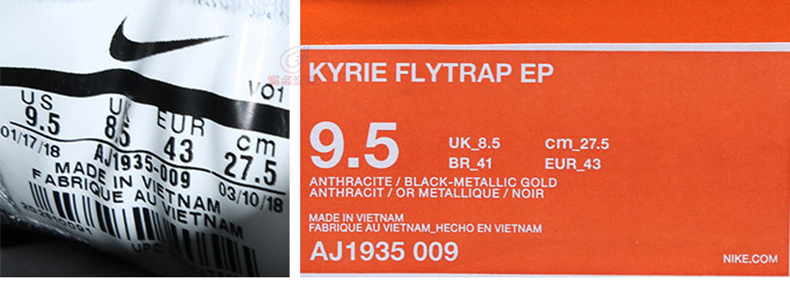 VO1
US UK EUR cm
9.5 8.5 43 27.5
01/17/18 AJ1935-009 03/10/18
MADE IN VIETNAM
FABRIQUE AU VIETNAM
UPC
KYRIE FLYTRAP EP
9.5
UK_8.5 cm_27.5
BR_41 EUR_43
ANTHRACITE / BLACK-METALLIC GOLD
ANTHRACIT / OR METALLIQUE / NOIR
MADE IN VIETNAM
FABRIQUE AU VIETNAM_HECHO EN VIETNAM
AJ1935 009
NIKE.COM